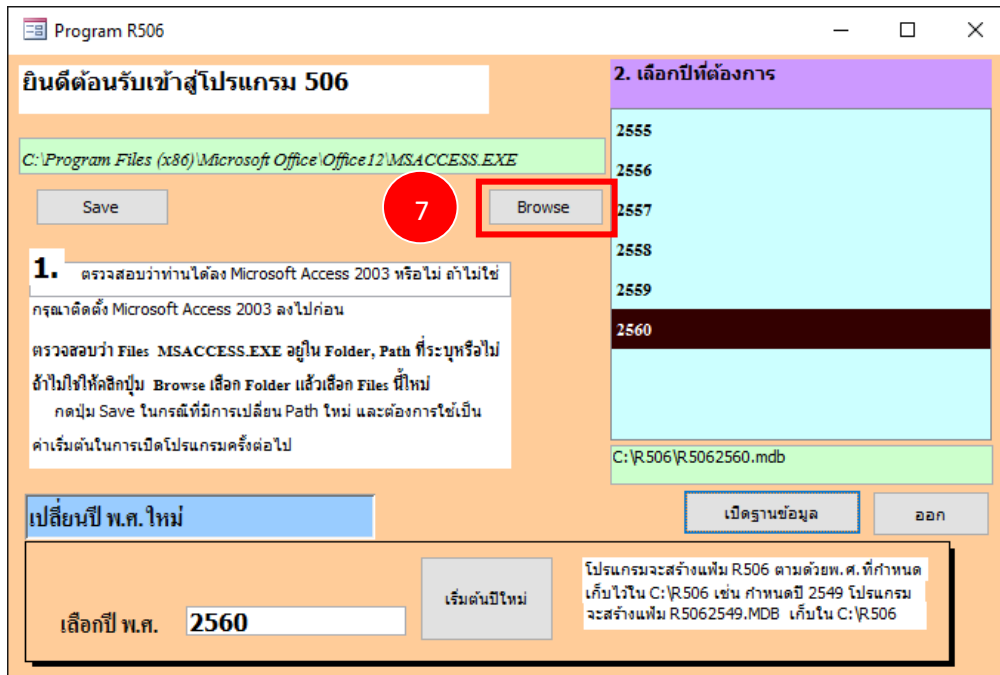 Program R506
ยินดีต้อนรับเข้าสู่โปรแกรม 506
C:\Program Files (x86)\Microsoft Office\Office12\MSACCESS.EXE
Save
7
Browse
1. ตรวจสอบว่าท่านได้ลง Microsoft Access 2003 หรือไม่ ถ้าไม่ใช่
กรุณาติดตั้ง Microsoft Access 2003 ลงไปก่อน
ตรวจสอบว่า Files MSACCESS.EXE อยู่ใน Folder, Path ที่ระบุหรือไม่
ถ้าไม่ใช่ให้คลิกปุ่ม Browse เลือก Folder แล้วเลือก Files นี้ใหม่
กดปุ่ม Save ในกรณีที่มีการเปลี่ยน Path ใหม่ และต้องการใช้เป็น
ค่าเริ่มต้นในการเปิดโปรแกรมครั้งต่อไป
2. เลือกปีที่ต้องการ
2555
2556
2557
2558
2559
2560
C:\R506\R5062560.mdb
เปิดฐานข้อมูล
ออก
เปลี่ยนปี พ.ศ. ใหม่
เลือกปี พ.ศ.
2560
เริ่มต้นปีใหม่
โปรแกรมจะสร้างแฟ้ม R506 ตามด้วยพ.ศ.ที่กำหนด
เก็บไว้ใน C:\R506 เช่น กำหนดปี 2549 โปรแกรม
จะสร้างแฟ้ม R5062549.MDB เก็บใน C:\R506